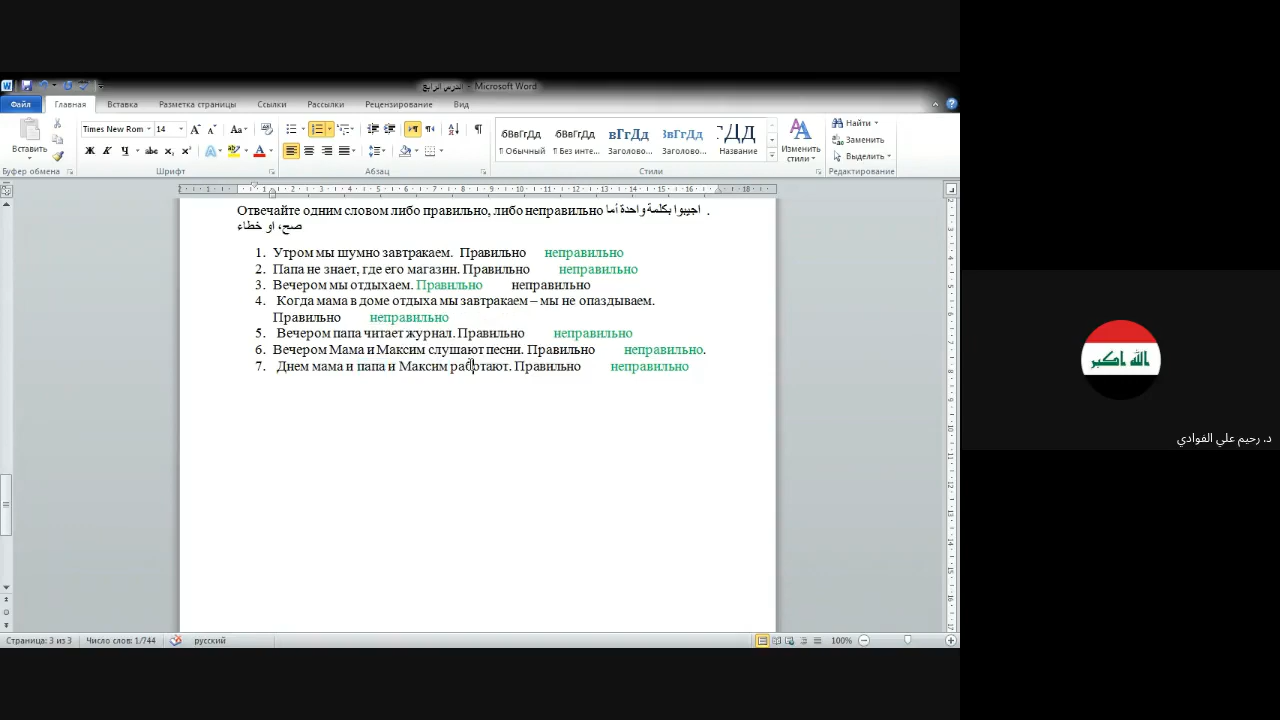 الدرس الرابع - Microsoft Word
Файл Главная Вставка Разметка страницы Ссылки Рассылки Рецензирование Вид
Times New Rom 14
Вставить
Ж К Ч abc x₂ x²
АаБбВвГгДд
Обычный Без инте... Заголово... Заголово... Название
Изменить стили
Найти
Заменить
Выделить
Буфер обмена Шрифт Абзац Стили Редактирование
Отвечайте одним словом либо правильно, либо неправильно اجيبوا بكلمة واحدة أما .
صح، او خطاء
1. Утром мы шумно завтракаем. Правильно неправильно
2. Папа не знает, где его магазин. Правильно неправильно
3. Вечером мы отдыхаем. Правильно неправильно
4. Когда мама в доме отдыха мы завтракаем – мы не опаздываем.
Правильно неправильно
5. Вечером папа читает журнал. Правильно неправильно
6. Вечером Мама и Максим слушают песни. Правильно неправильно.
7. Днем мама и папа и Максим работают. Правильно неправильно
Страница: 3 из 3 Число слов: 1/744 русский 100%
الله اكبر
د. رحيم علي الفوادي